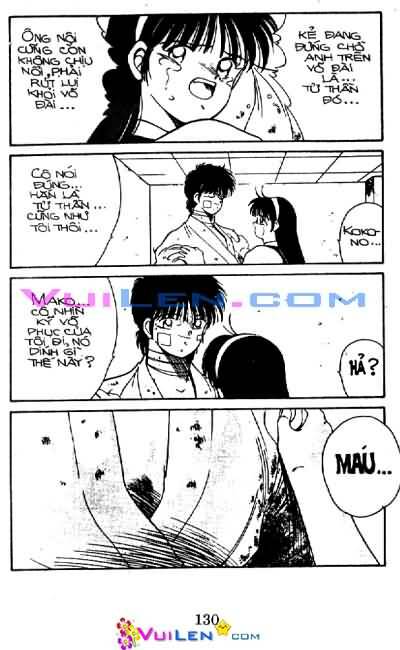 ÔNG NỘI
CŨNG CÒN
KHÔNG CHỊU
NỔI, PHẢI
RÚT LUI
KHỎI VÕ
ĐÀI...
KẺ ĐANG
ĐỨNG CHỜ
ANH TRÊN
VÕ ĐÀI
LÀ...
TỬ THẦN
ĐÓ...
CÔ NÓI
ĐÚNG...
HẮN LÀ
TỬ THẦN...
CŨNG NHƯ
TÔI THÔI...
KOKO-
NO...
MAKO...
CÔ NHÌN
KỸ VÕ
PHỤC CỦA
TÔI ĐI, NÓ
DÍNH GÌ
THẾ NÀY?
HẢ?
VUILEN.COM
MÁU...
130
VUILEN.COM